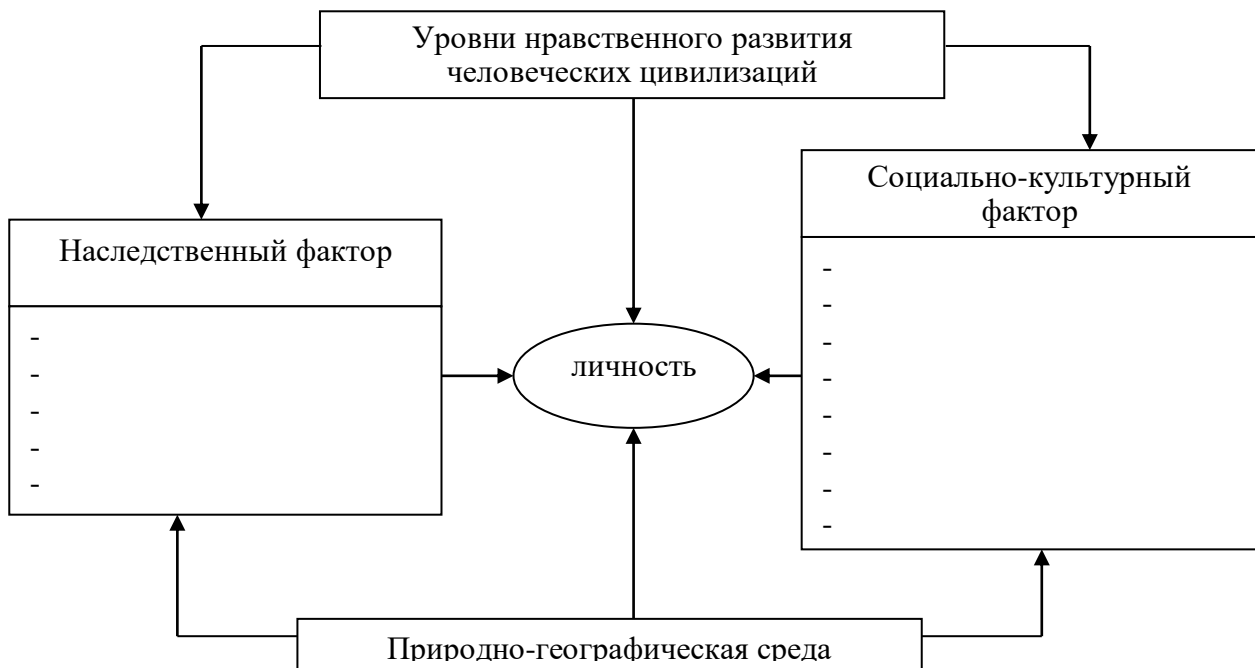 Уровни нравственного развития
человеческих цивилизаций
Социально-культурный
фактор
Наследственный фактор
-
-
-
-
-
личность
-
-
-
-
-
-
-
-
Природно-географическая среда